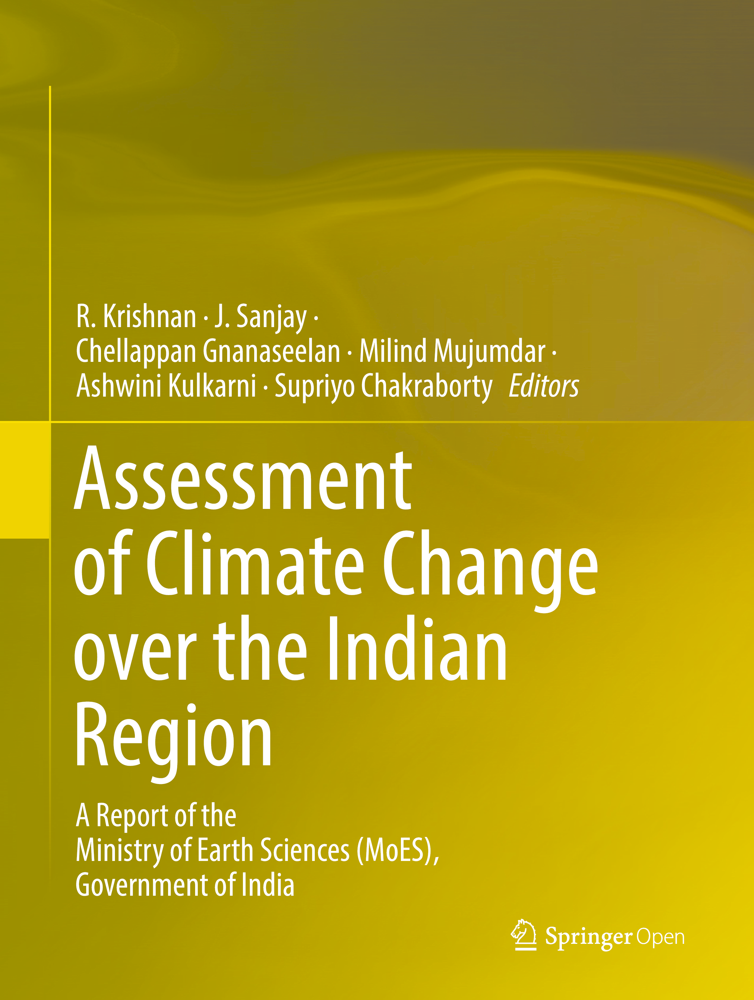 R. Krishnan · J. Sanjay ·
Chellappan Gnanaseelan · Milind Mujumdar ·
Ashwini Kulkarni · Supriyo Chakraborty Editors
Assessment
of Climate Change
over the Indian
Region
A Report of the
Ministry of Earth Sciences (MoES),
Government of India
Springer Open